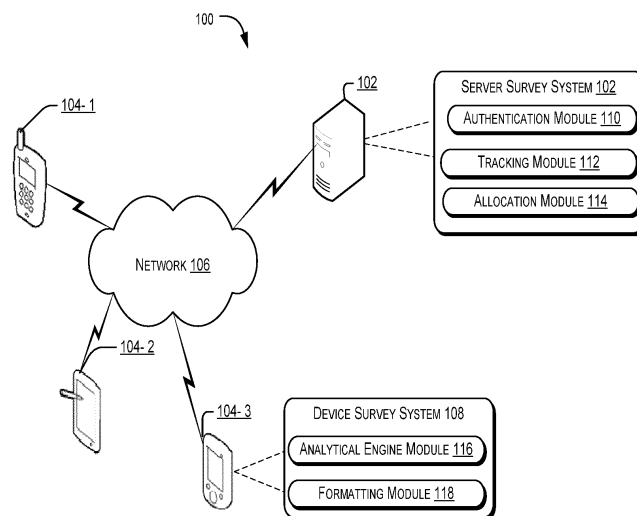 100
104- 1
102
SERVER SURVEY SYSTEM 102
AUTHENTICATION MODULE 110
TRACKING MODULE 112
ALLOCATION MODULE 114
NETWORK 106
104- 2
104- 3
DEVICE SURVEY SYSTEM 108
ANALYTICAL ENGINE MODULE 116
FORMATTING MODULE 118